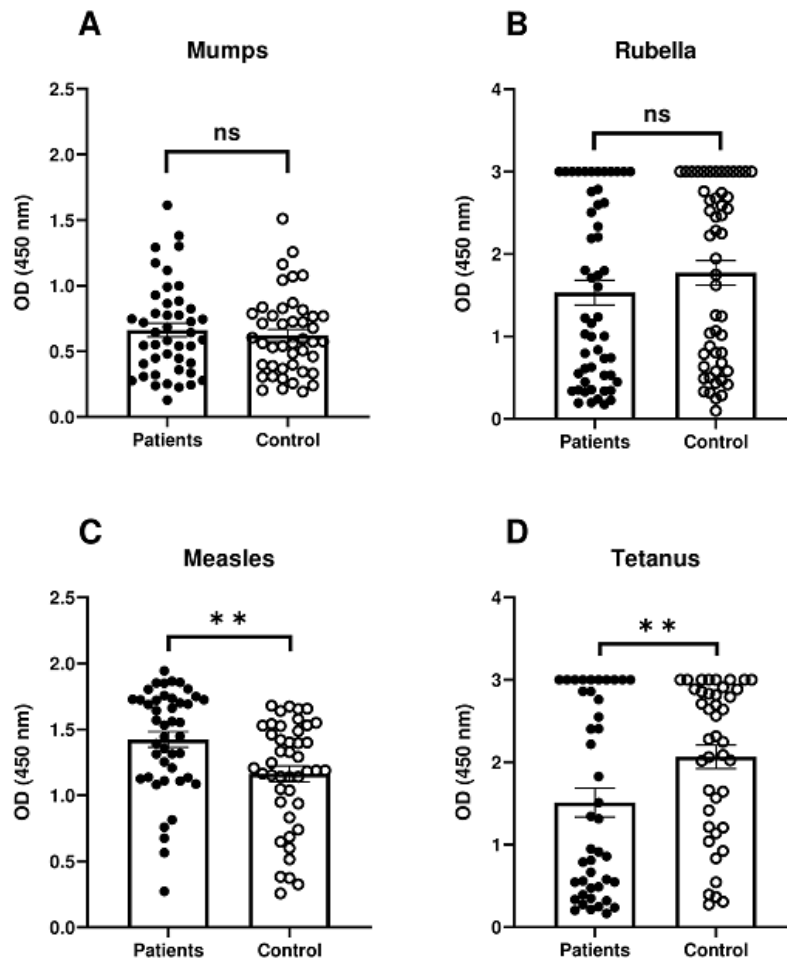 A
Mumps
2.5
2.0
1.5
1.0
0.5
0.0
OD (450 nm)
ns
Patients Control
B
Rubella
4
3
2
1
0
OD (450 nm)
ns
Patients Control
C
Measles
2.5
2.0
1.5
1.0
0.5
0.0
OD (450 nm)
* *
Patients Control
D
Tetanus
4
3
2
1
0
OD (450 nm)
* *
Patients Control